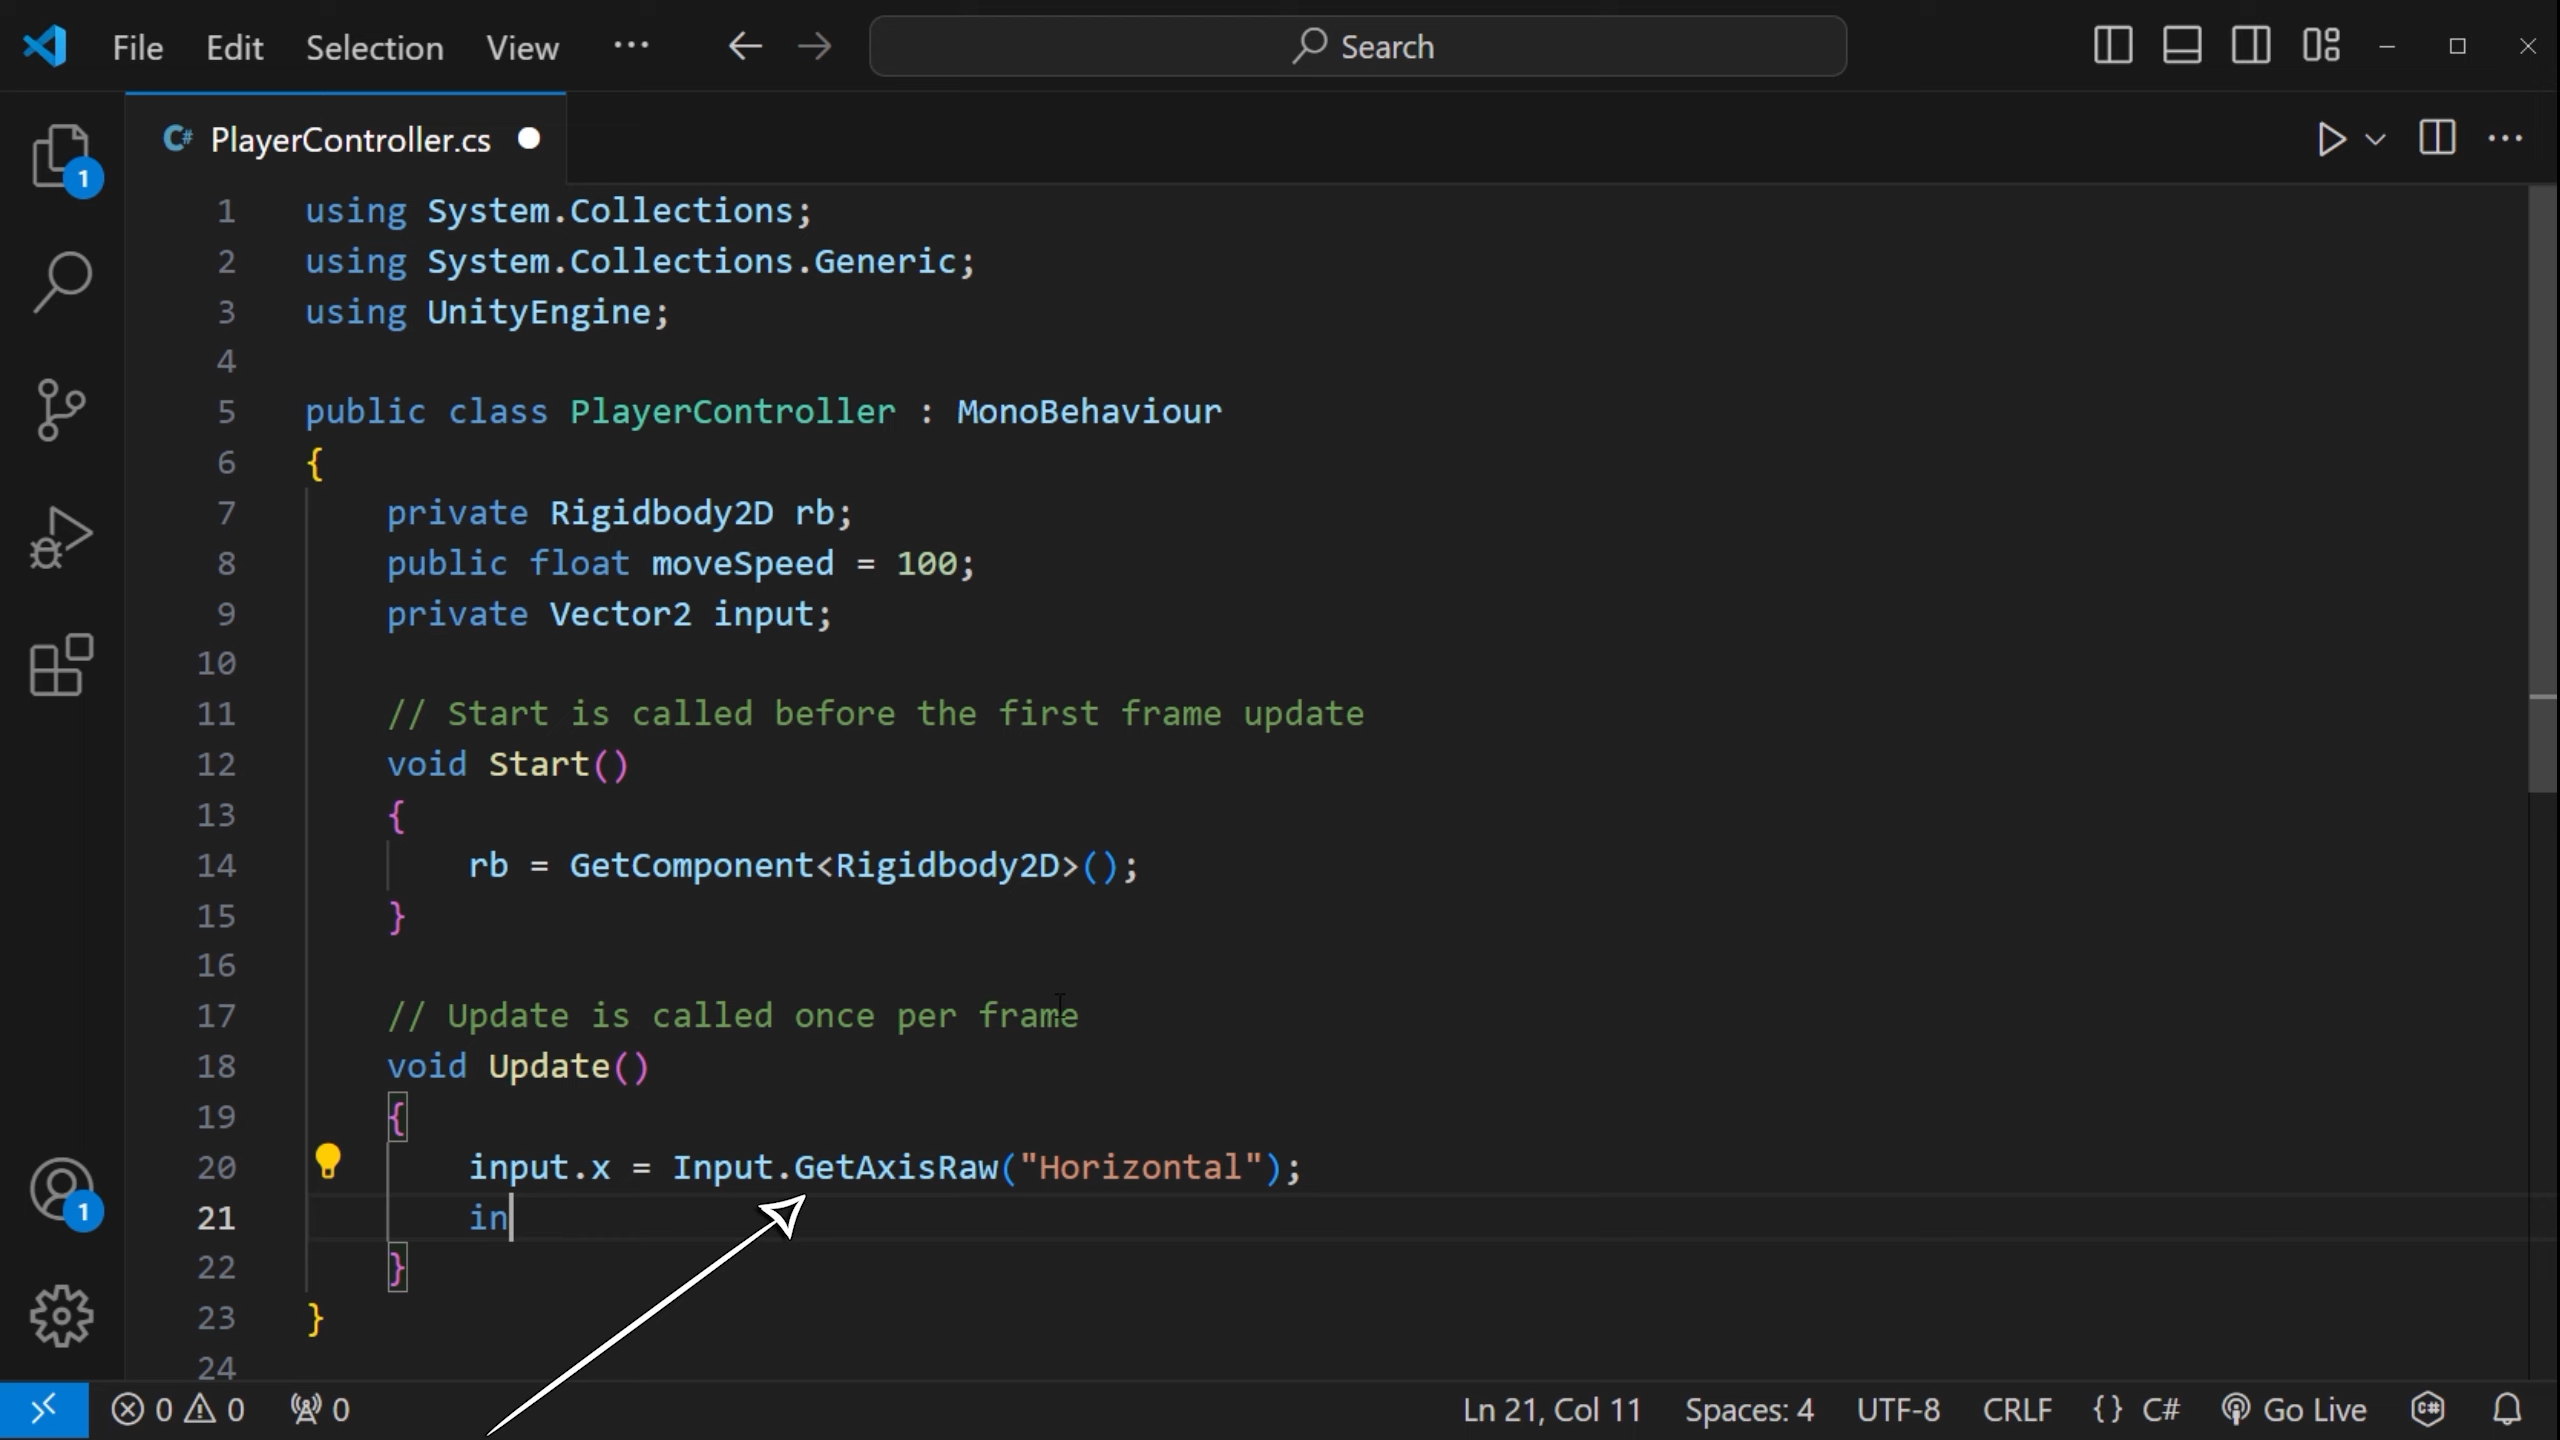 File Edit Selection View ... Search
PlayerController.cs
1
1 using System.Collections;
2 using System.Collections.Generic;
3 using UnityEngine;
4
5 public class PlayerController : MonoBehaviour
6 {
7 private Rigidbody2D rb;
8 public float moveSpeed = 100;
9 private Vector2 input;
10
11 // Start is called before the first frame update
12 void Start()
13 {
14 rb = GetComponent<Rigidbody2D>();
15 }
16
17 // Update is called once per frame
18 void Update()
19 {
20 input.x = Input.GetAxisRaw("Horizontal");
21 in
22 }
23 }
24
1
0 0 0 Ln 21, Col 11 Spaces: 4 UTF-8 CRLF {} C# Go Live